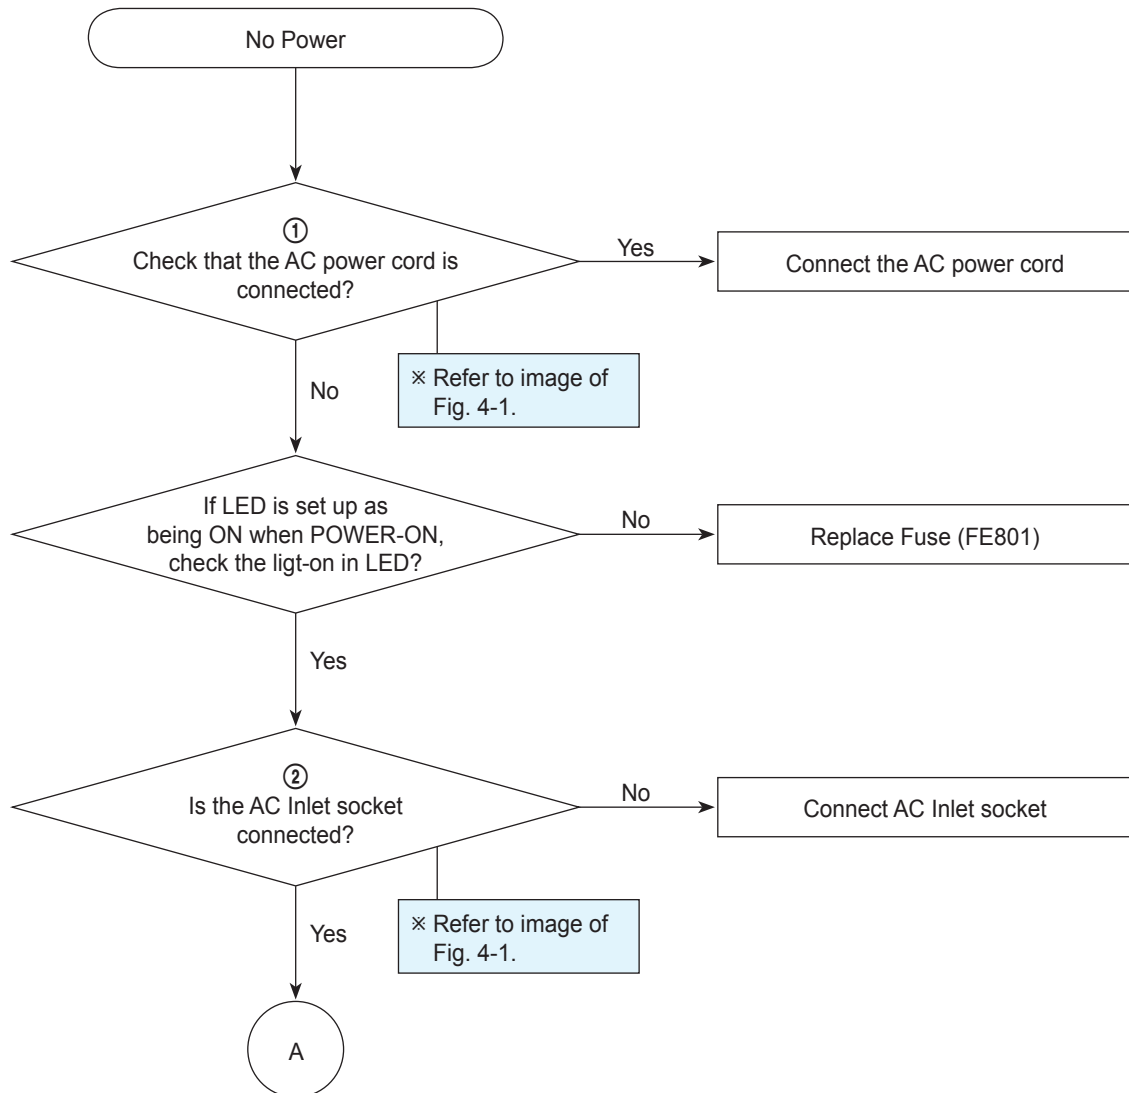 No Power
①
Check that the AC power cord is
connected?
Yes
Connect the AC power cord
※ Refer to image of
Fig. 4-1.
No
If LED is set up as
being ON when POWER-ON,
check the ligt-on in LED?
No
Replace Fuse (FE801)
Yes
②
Is the AC Inlet socket
connected?
No
Connect AC Inlet socket
※ Refer to image of
Fig. 4-1.
Yes
A